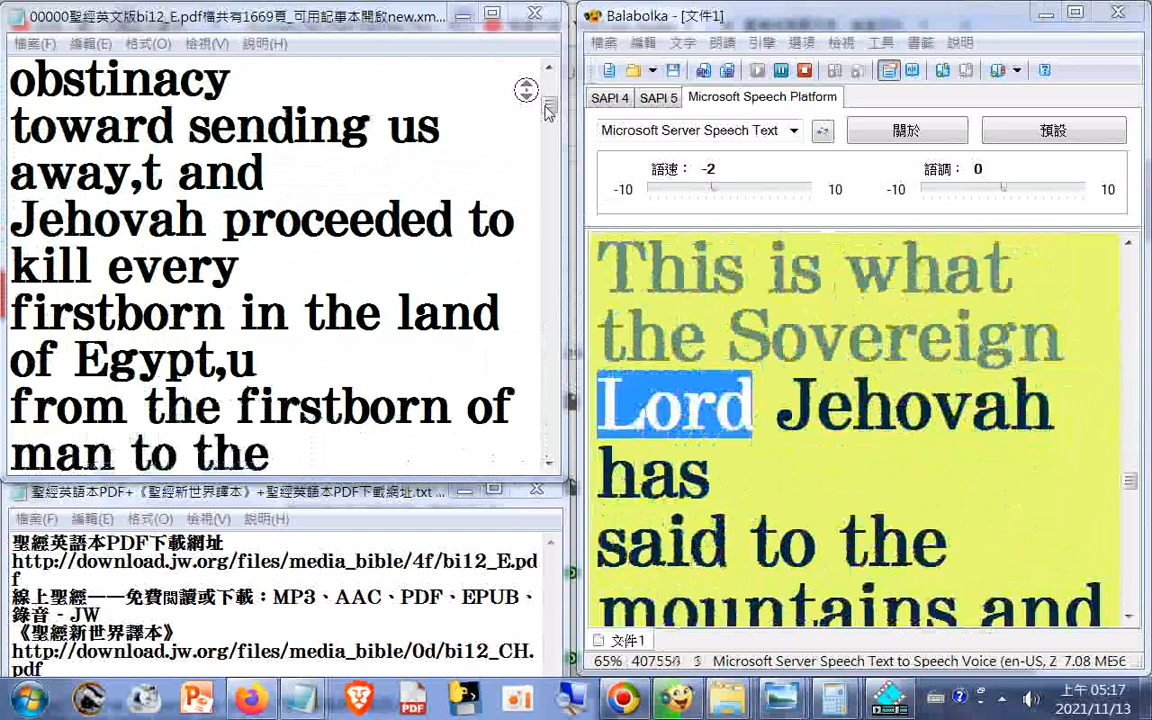 00000聖經英文版bi12_E.pdf檔共有1669頁_可用記事本開啟new.xm...
檔案(F) 編輯(E) 格式(O) 檢視(V) 說明(H)
obstinacy
toward sending us
away,t and
Jehovah proceeded to
kill every
firstborn in the land
of Egypt,u
from the firstborn of
man to the
聖經英語本PDF+《聖經新世界譯本》+聖經英語本PDF下載網址.txt ...
檔案(F) 編輯(E) 格式(O) 檢視(V) 說明(H)
聖經英語本PDF下載網址
http://download.jw.org/files/media_bible/4f/bi12_E.pd
f
線上聖經——免費閱讀或下載：MP3、AAC、PDF、EPUB、
錄音 - JW
《聖經新世界譯本》
http://download.jw.org/files/media_bible/0d/bi12_CH.
pdf
Balabolka - [文件1]
檔案 編輯 文字 朗讀 引擎 選項 檢視 工具 書籤 說明
SAPI 4 SAPI 5 Microsoft Speech Platform
Microsoft Server Speech Text 關於 預設
語速： -2 語調： 0
-10 10 -10 10
This is what
the Sovereign
Lord Jehovah
has
said to the
mountains and
文件1
65% Microsoft Server Speech Text to Speech Voice (en-US, Z
上午 05:17
2021/11/13